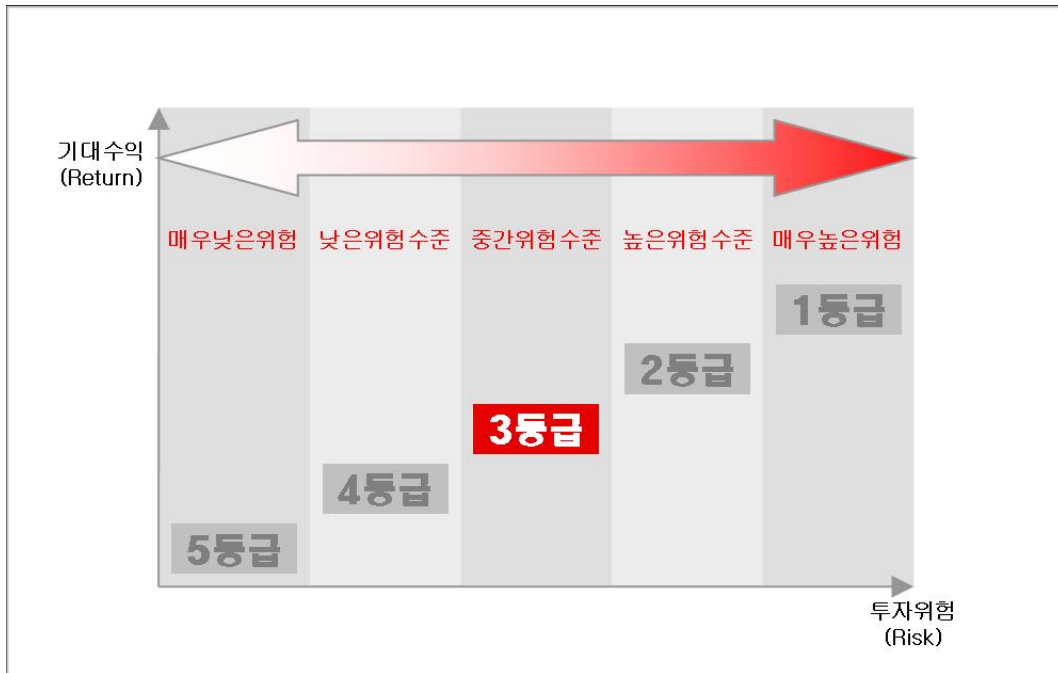 기대수익
(Return)
매우낮은위험 낮은위험수준 중간위험수준 높은위험수준 매우높은위험
1등급
2등급
3등급
4등급
5등급
투자위험
(Risk)